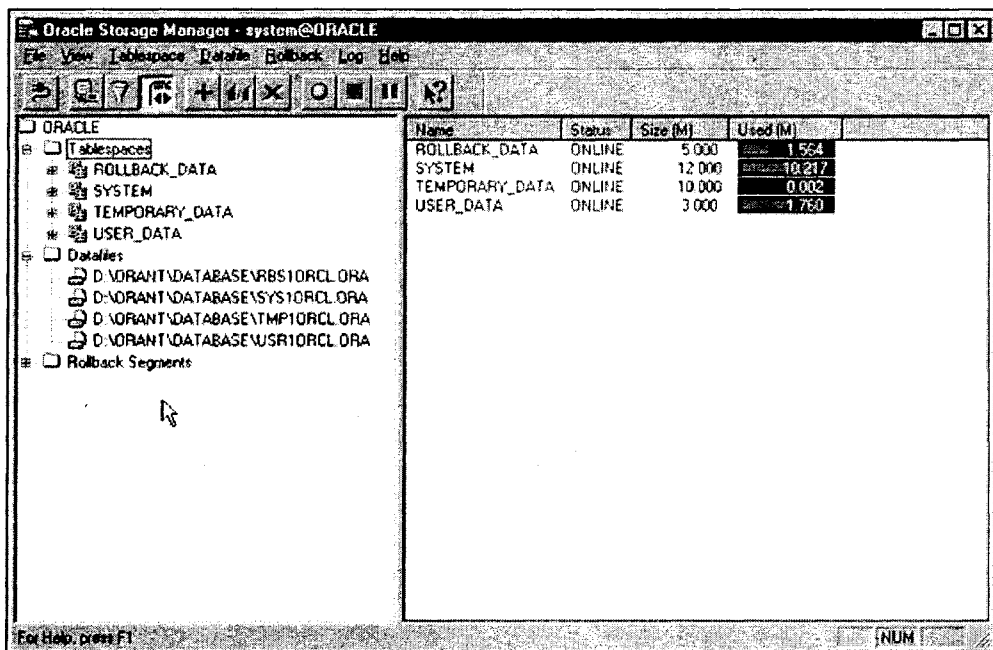 Oracle Storage Manager - system@ORACLE
File View Tablespace Datafile Rollback Log Help
ORACLE
Tablespaces
ROLLBACK_DATA
SYSTEM
TEMPORARY_DATA
USER_DATA
Datafiles
D:\ORANT\DATABASE\RBS1ORCL.ORA
D:\ORANT\DATABASE\SYS1ORCL.ORA
D:\ORANT\DATABASE\TMP1ORCL.ORA
D:\ORANT\DATABASE\USR1ORCL.ORA
Rollback Segments
Name Status Size (M) Used (M)
ROLLBACK_DATA ONLINE 5.000 1.564
SYSTEM ONLINE 12.000 10.217
TEMPORARY_DATA ONLINE 10.000 0.002
USER_DATA ONLINE 3.000 1.760
For Help, press F1
NUM